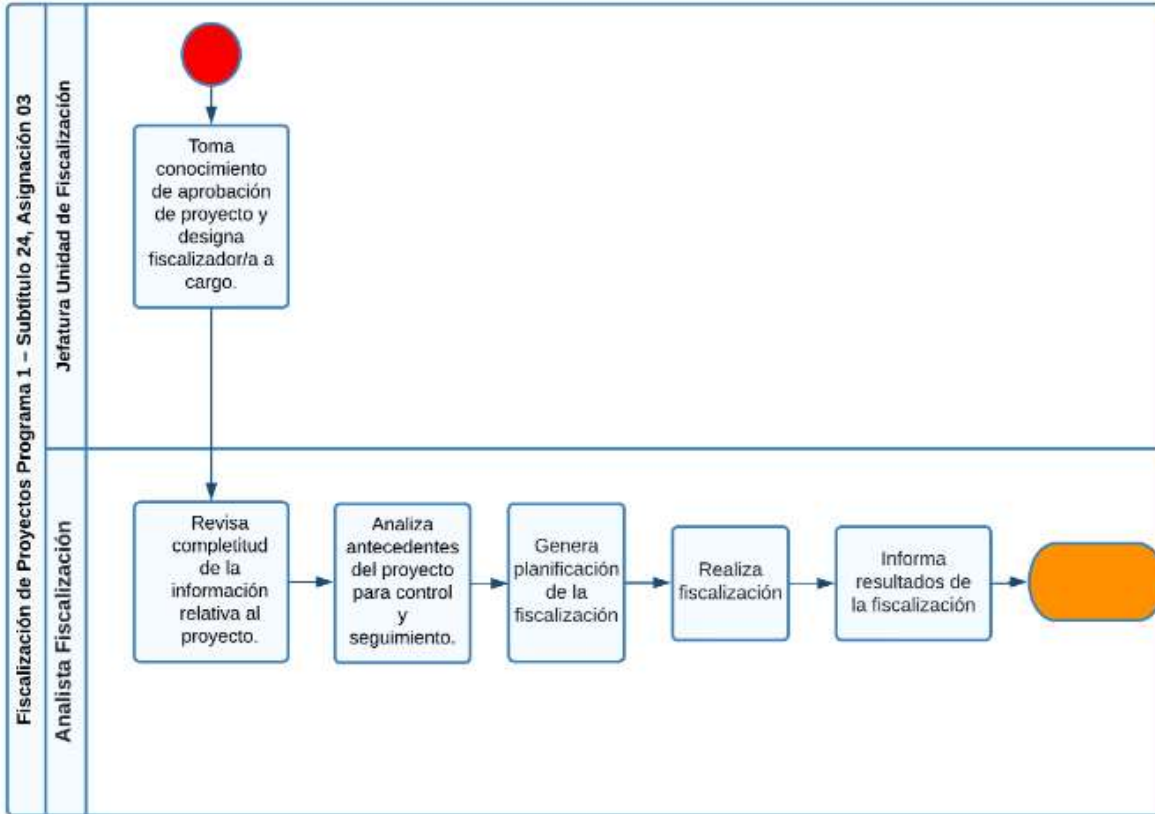 Fiscalización de Proyectos Programa 1 – Subtítulo 24, Asignación 03
Jefatura Unidad de Fiscalización
Toma
conocimiento
de aprobación
de proyecto y
designa
fiscalizador/a a
cargo.
Analista Fiscalización
Revisa
completitud
de la
información
relativa al
proyecto.
Analiza
antecedentes
del proyecto
para control
y
seguimiento.
Genera
planificación
de la
fiscalización
Realiza
fiscalización
Informa
resultados de
la fiscalización